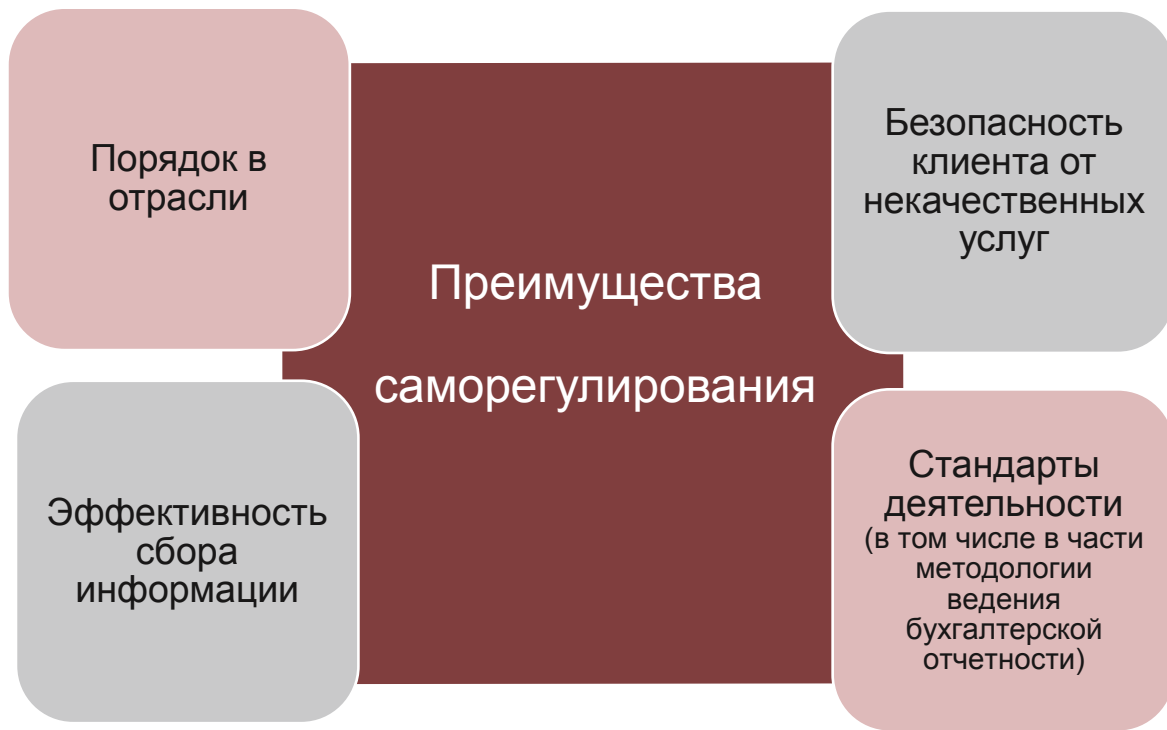 Порядок в
отрасли
Безопасность
клиента от
некачественных
услуг
Преимущества
саморегулирования
Эффективность
сбора
информации
Стандарты
деятельности
(в том числе в части
методологии
ведения
бухгалтерской
отчетности)